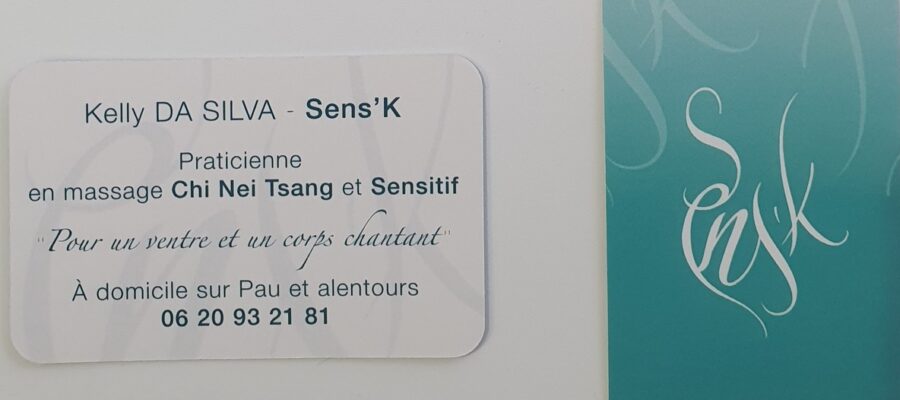 Kelly DA SILVA - Sens'K
Praticienne
en massage Chi Nei Tsang et Sensitif
"Pour un ventre et un corps chantant"
À domicile sur Pau et alentours
06 20 93 21 81
Sens'k